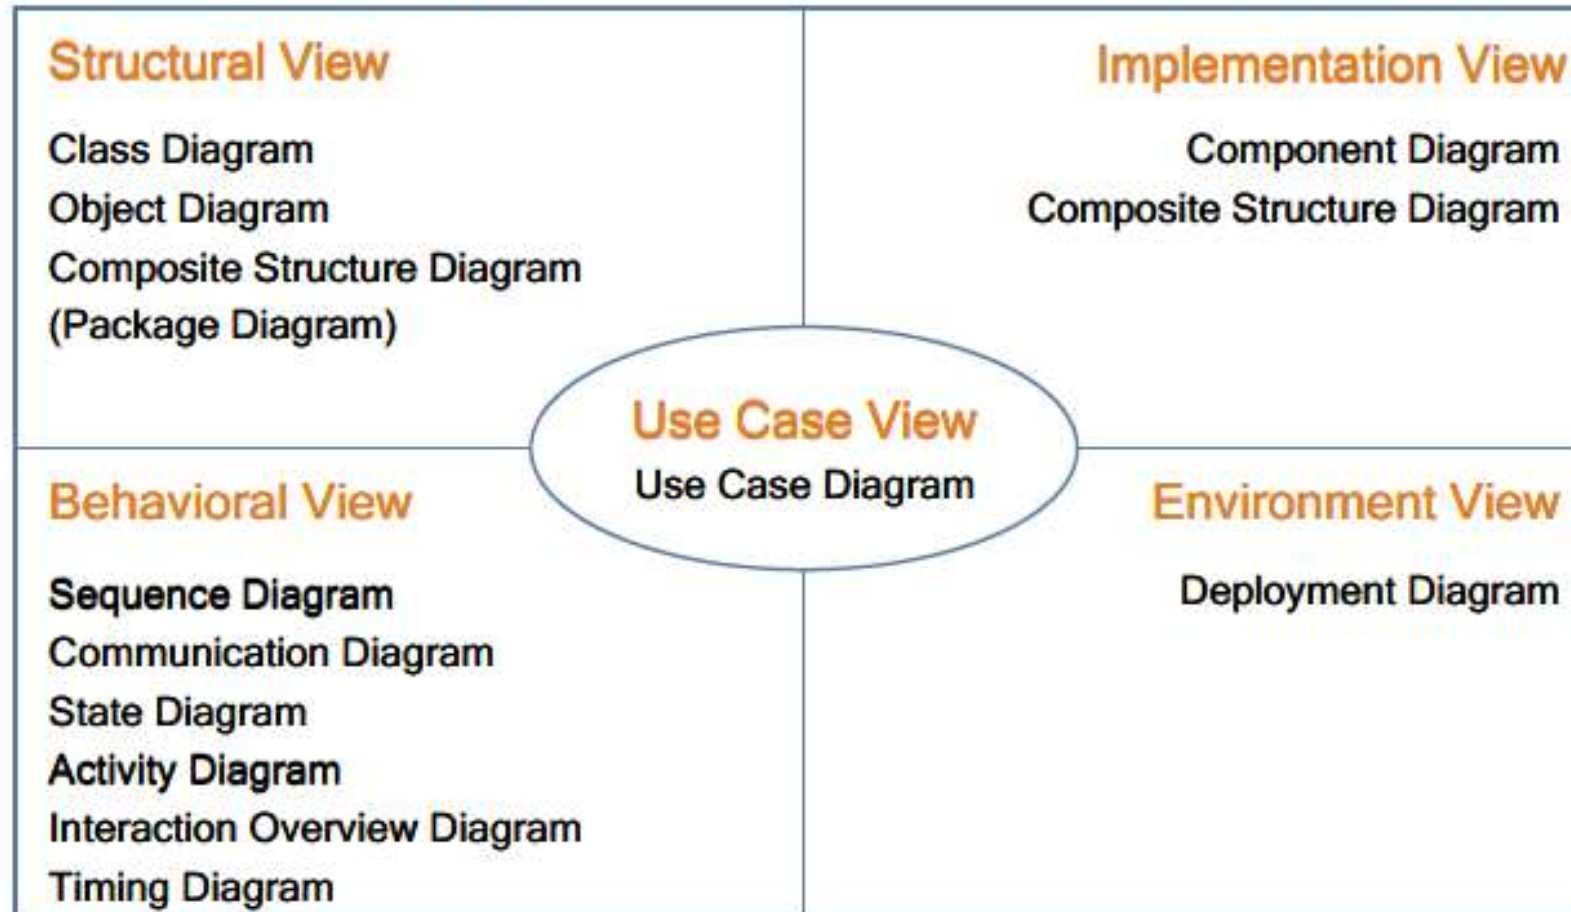 Structural View
Class Diagram
Object Diagram
Composite Structure Diagram
(Package Diagram)
Implementation View
Component Diagram
Composite Structure Diagram
Use Case View
Use Case Diagram
Behavioral View
Sequence Diagram
Communication Diagram
State Diagram
Activity Diagram
Interaction Overview Diagram
Timing Diagram
Environment View
Deployment Diagram